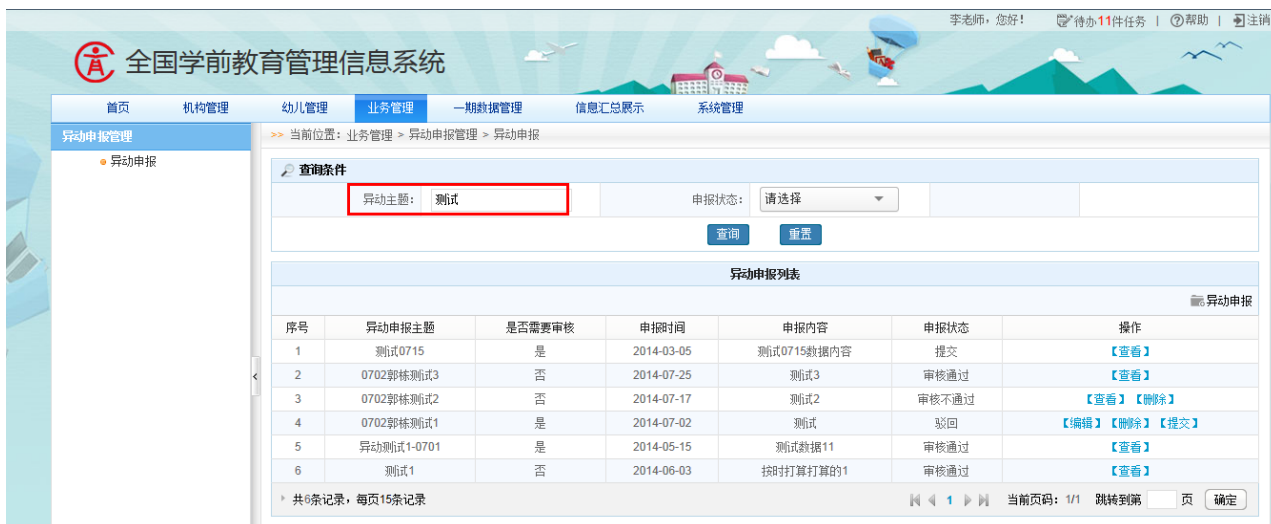 李老师，您好！ 待办11件任务 | 帮助 | 注销
全国学前教育管理信息系统
首页 机构管理 幼儿管理 业务管理 一期数据管理 信息汇总展示 系统管理
异动申报管理
异动申报
>> 当前位置：业务管理 > 异动申报管理 > 异动申报
查询条件
异动主题： 测试 申报状态： 请选择
查询 重置
异动申报列表
异动申报
序号 异动申报主题 是否需要审核 申报时间 申报内容 申报状态 操作
1 测试0715 是 2014-03-05 测试0715数据内容 提交 【查看】
2 0702郭栋测试3 否 2014-07-25 测试3 审核通过 【查看】
3 0702郭栋测试2 否 2014-07-17 测试2 审核不通过 【查看】 【删除】
4 0702郭栋测试1 是 2014-07-02 测试 驳回 【编辑】 【删除】 【提交】
5 异动测试1-0701 是 2014-05-15 测试数据11 审核通过 【查看】
6 测试1 否 2014-06-03 按时打算打算的1 审核通过 【查看】
共6条记录，每页15条记录 1 当前页码：1/1 跳转到第 页 确定